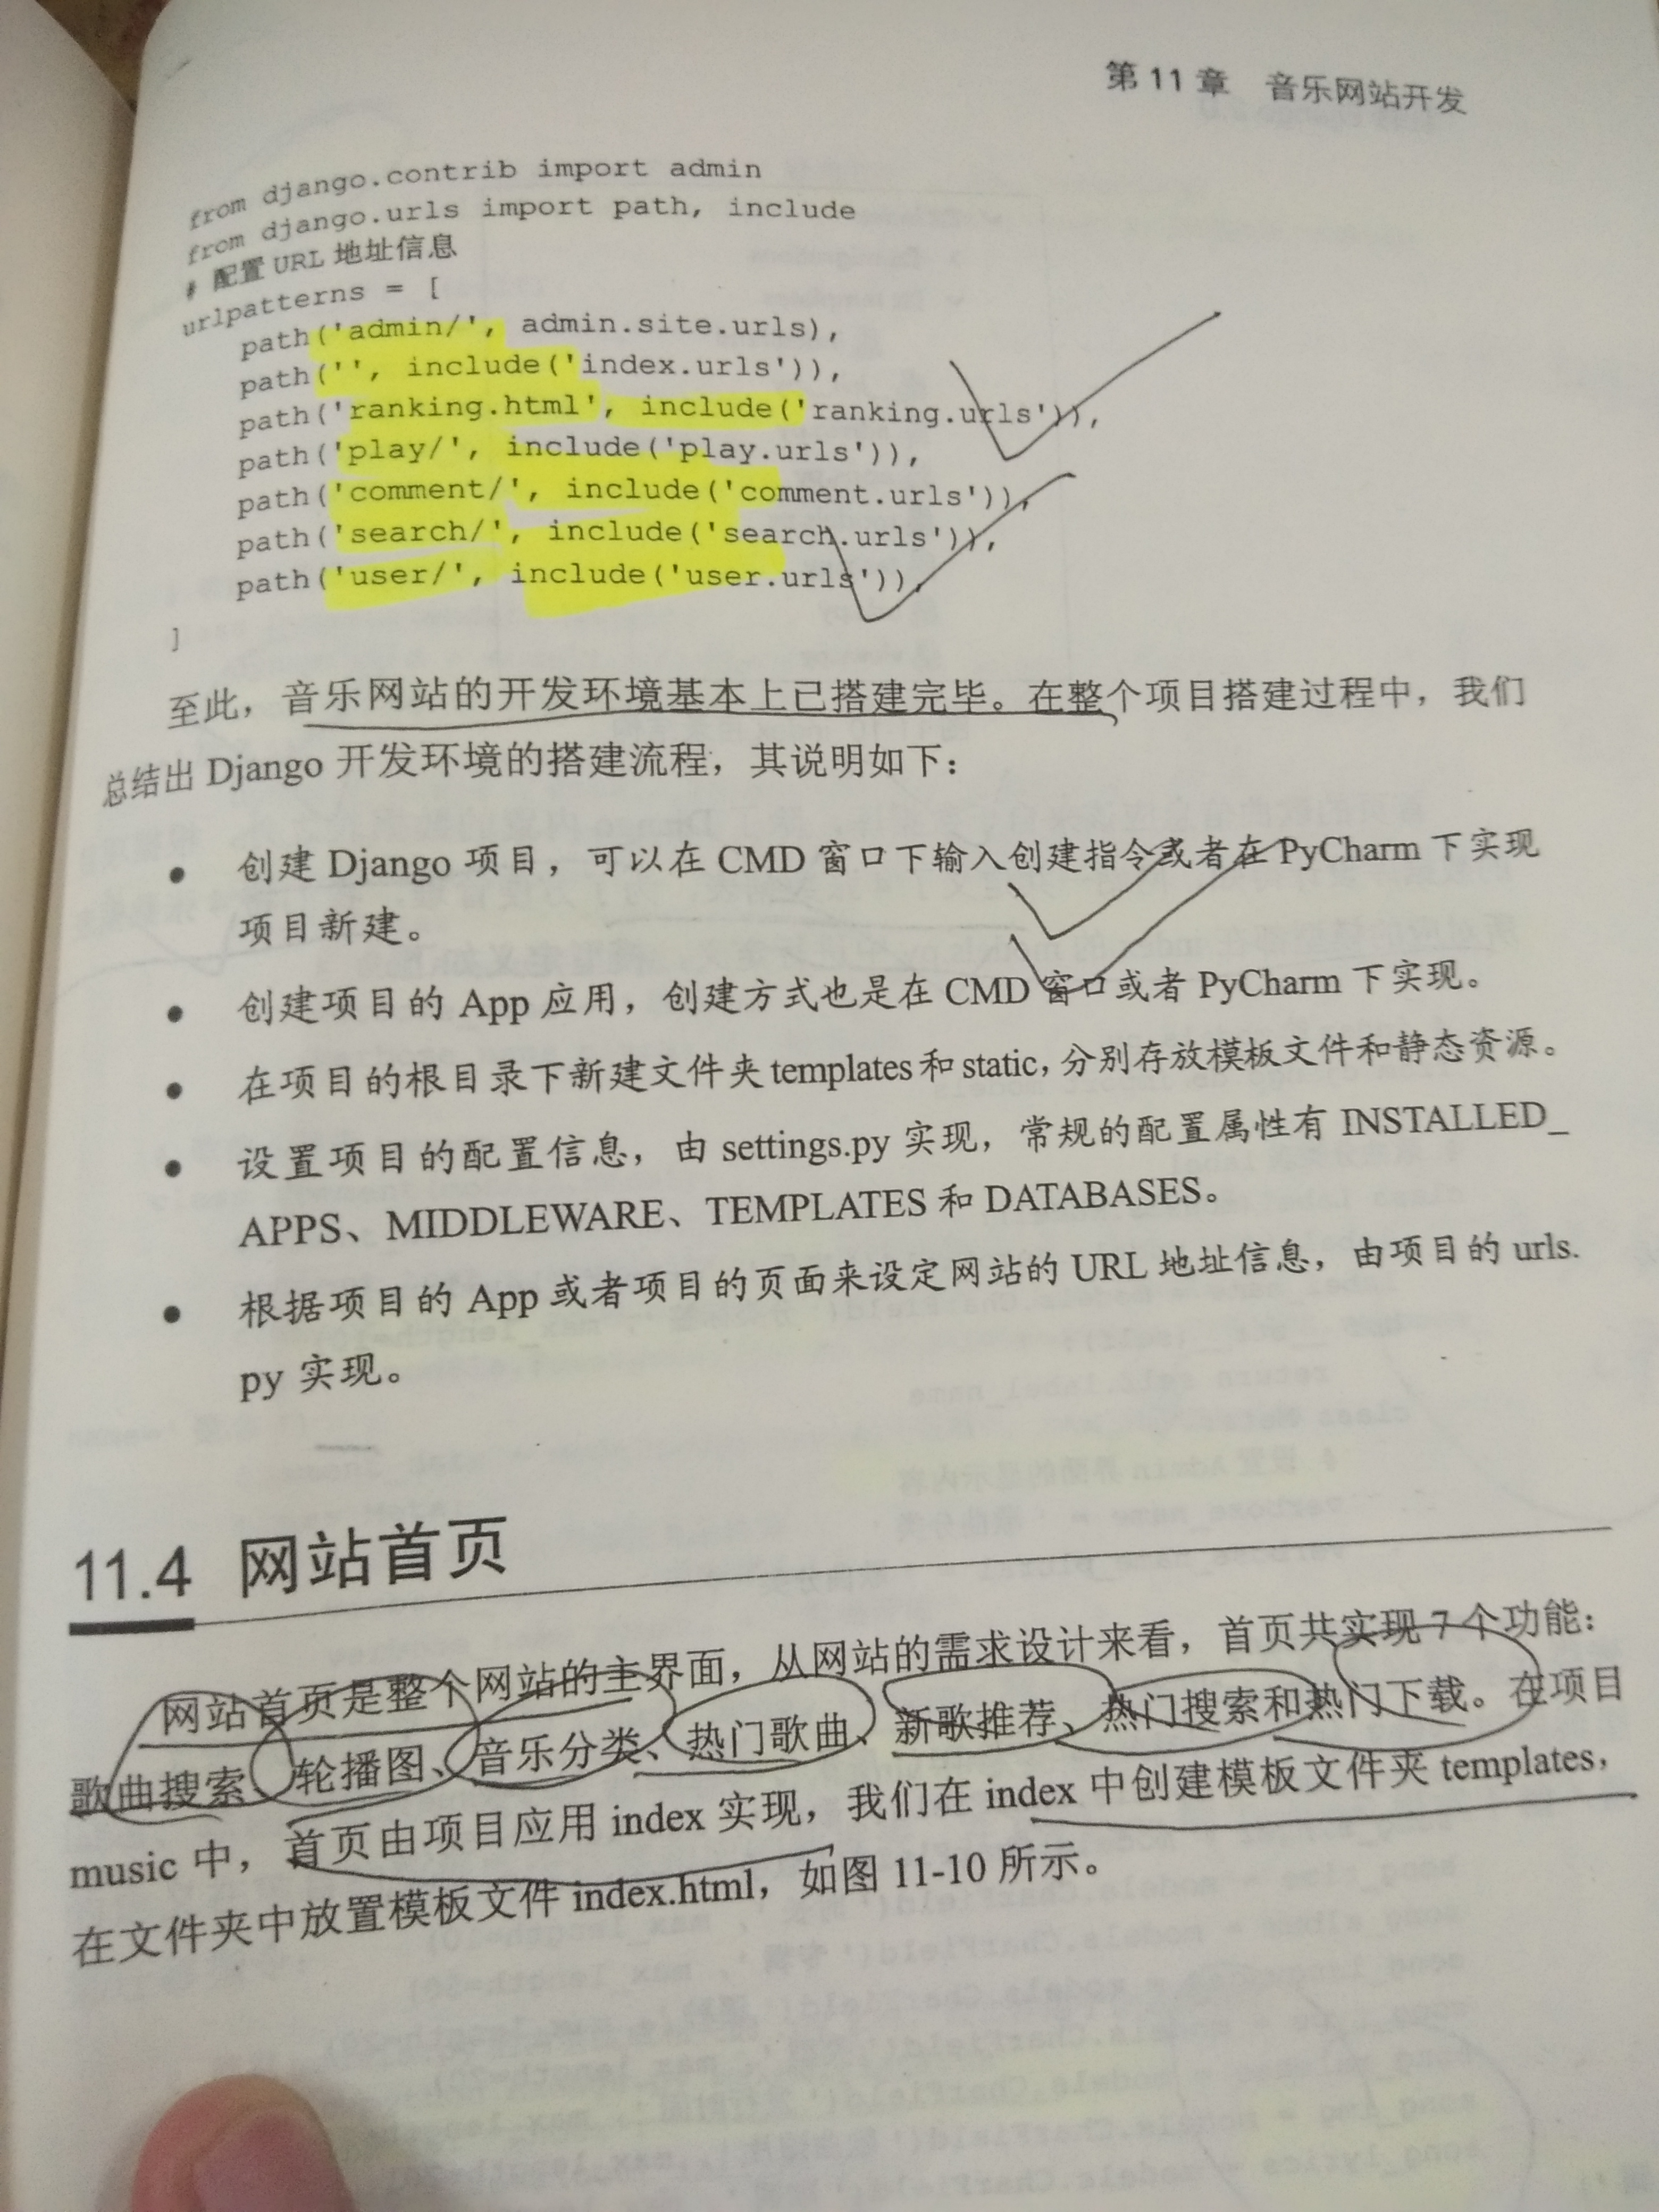 第 11 章 音乐网站开发
from django.contrib import admin
from django.urls import path, include
# 配置 URL 地址信息
urlpatterns = [
path('admin/', admin.site.urls),
path('', include('index.urls')),
path('ranking.html', include('ranking.urls')),
path('play/', include('play.urls')),
path('comment/', include('comment.urls')),
path('search/', include('search.urls')),
path('user/', include('user.urls')),
]
至此，音乐网站的开发环境基本上已搭建完毕。在整个项目搭建过程中，我们
总结出 Django 开发环境的搭建流程，其说明如下：
● 创建 Django 项目，可以在 CMD 窗口下输入创建指令或者在 PyCharm 下实现
项目新建。
● 创建项目的 App 应用，创建方式也是在 CMD 窗口或者 PyCharm 下实现。
● 在项目的根目录下新建文件夹 templates 和 static，分别存放模板文件和静态资源。
● 设置项目的配置信息，由 settings.py 实现，常规的配置属性有 INSTALLED_
APPS、MIDDLEWARE、TEMPLATES 和 DATABASES。
● 根据项目的 App 或者项目的页面来设定网站的 URL 地址信息，由项目的 urls.
py 实现。
11.4 网站首页
网站首页是整个网站的主界面，从网站的需求设计来看，首页共实现 7 个功能：
歌曲搜索、轮播图、音乐分类、热门歌曲、新歌推荐、热门搜索和热门下载。在项目
music 中，首页由项目应用 index 实现，我们在 index 中创建模板文件夹 templates，
在文件夹中放置模板文件 index.html，如图 11-10 所示。